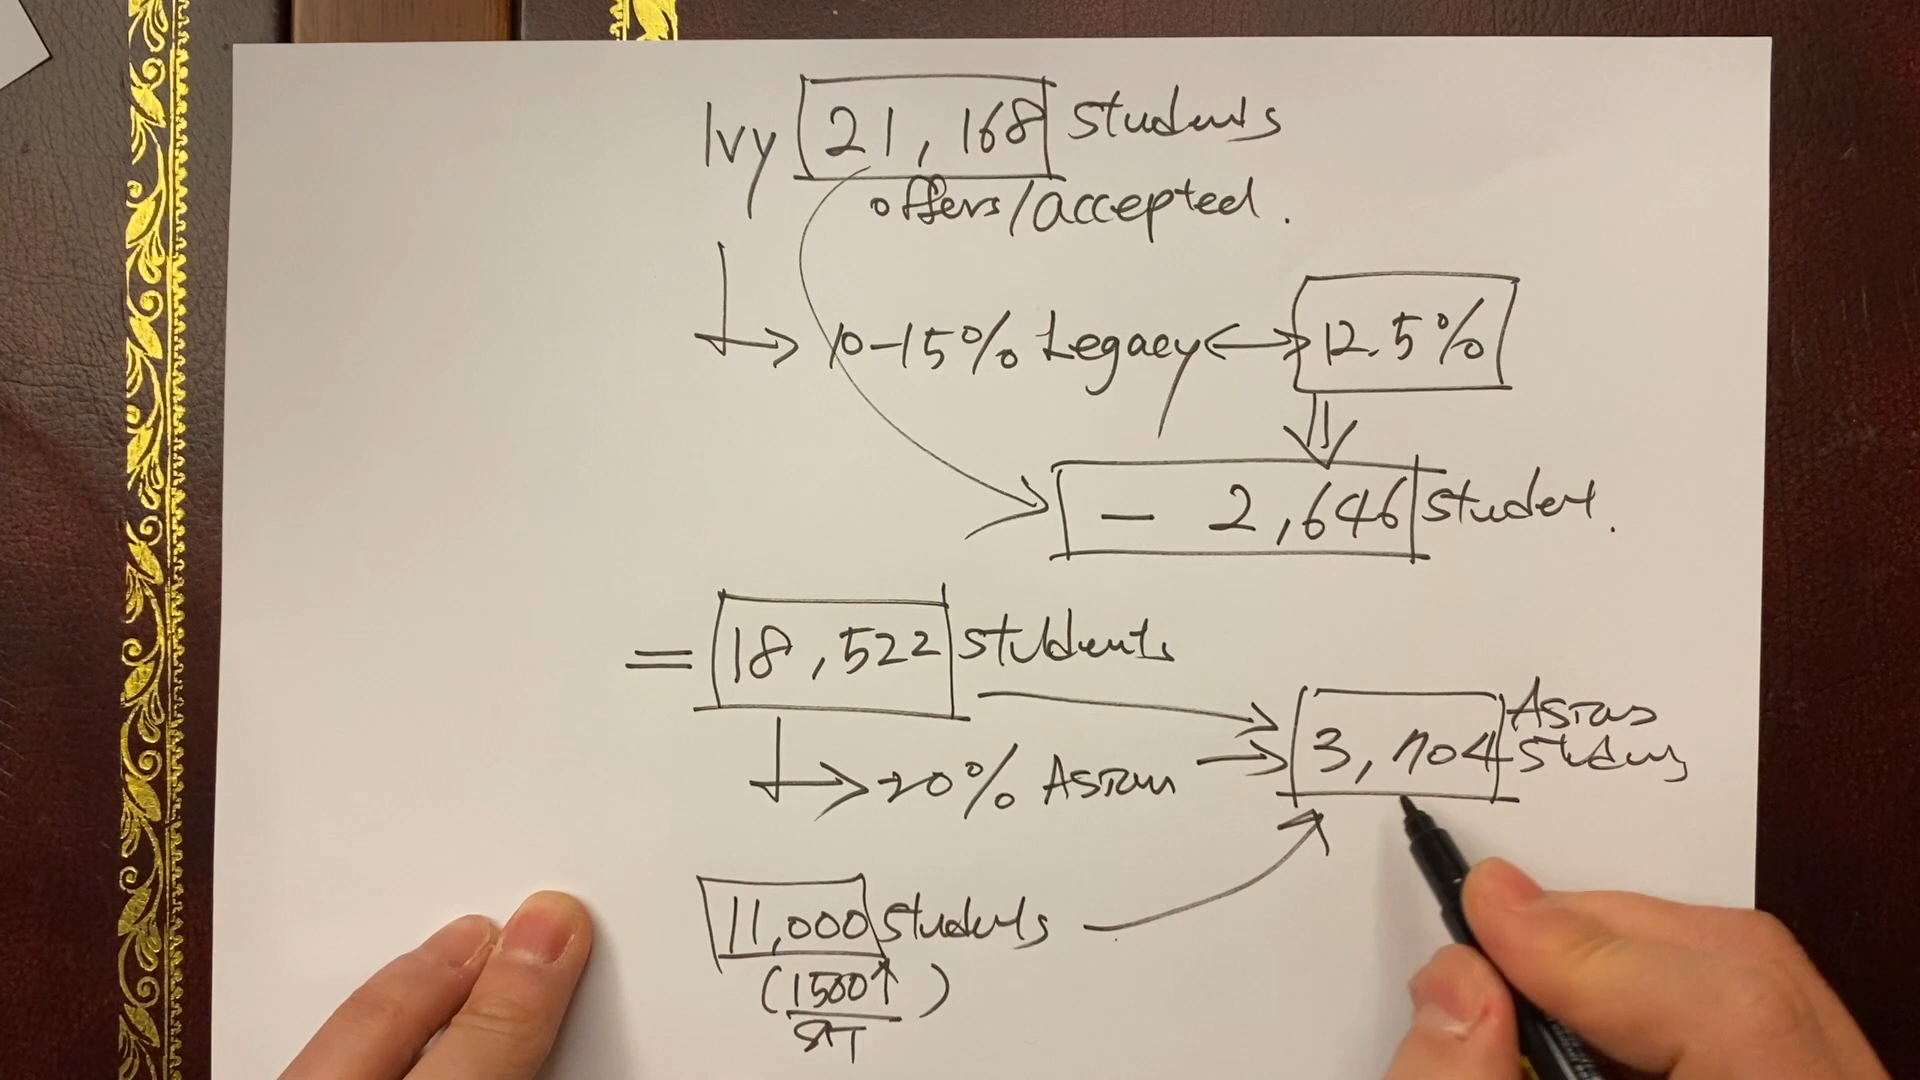 Ivy 21,168 students
offers/accepted.
10-15% Legacy 12.5%
- 2,646 student.
= 18,522 students
20% Asian 3,704 Asian students
11,000 students
(1500↑)
SAT